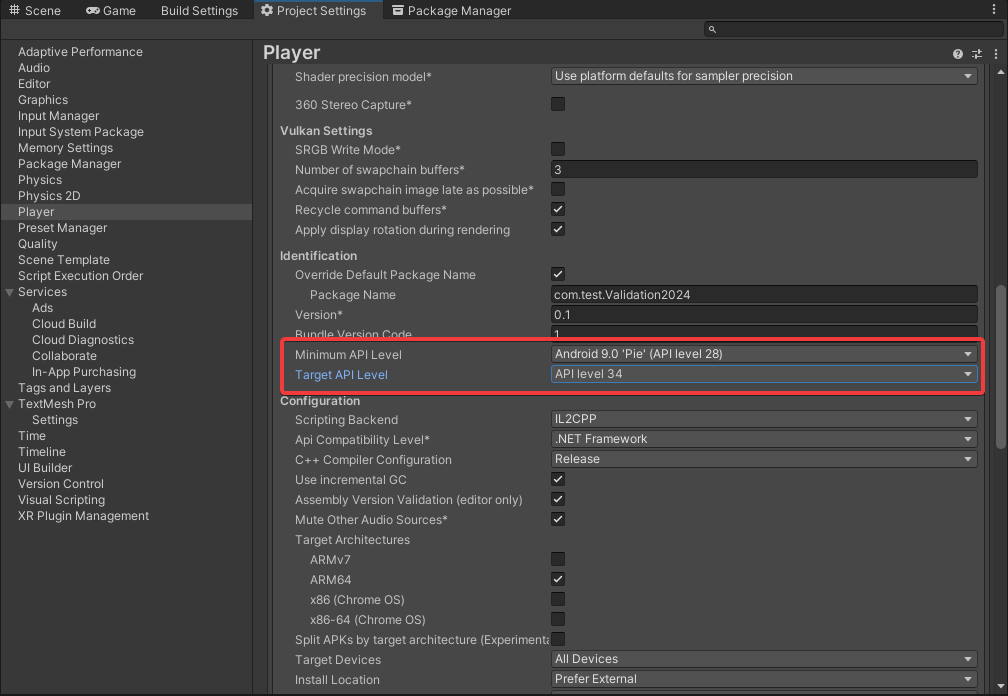 Scene Game Build Settings Project Settings Package Manager
Player
Adaptive Performance
Audio
Editor
Graphics
Input Manager
Input System Package
Memory Settings
Package Manager
Physics
Physics 2D
Player
Preset Manager
Quality
Scene Template
Script Execution Order
Services
Ads
Cloud Build
Cloud Diagnostics
Collaborate
In-App Purchasing
Tags and Layers
TextMesh Pro
Settings
Time
Timeline
UI Builder
Version Control
Visual Scripting
XR Plugin Management
Shader precision model* Use platform defaults for sampler precision
360 Stereo Capture*
Vulkan Settings
SRGB Write Mode*
Number of swapchain buffers* 3
Acquire swapchain image late as possible*
Recycle command buffers*
Apply display rotation during rendering
Identification
Override Default Package Name
Package Name com.test.Validation2024
Version* 0.1
Bundle Version Code 1
Minimum API Level Android 9.0 'Pie' (API level 28)
Target API Level API level 34
Configuration
Scripting Backend IL2CPP
Api Compatibility Level* .NET Framework
C++ Compiler Configuration Release
Use incremental GC
Assembly Version Validation (editor only)
Mute Other Audio Sources*
Target Architectures
ARMv7
ARM64
x86 (Chrome OS)
x86-64 (Chrome OS)
Split APKs by target architecture (Experimenta
Target Devices All Devices
Install Location Prefer External